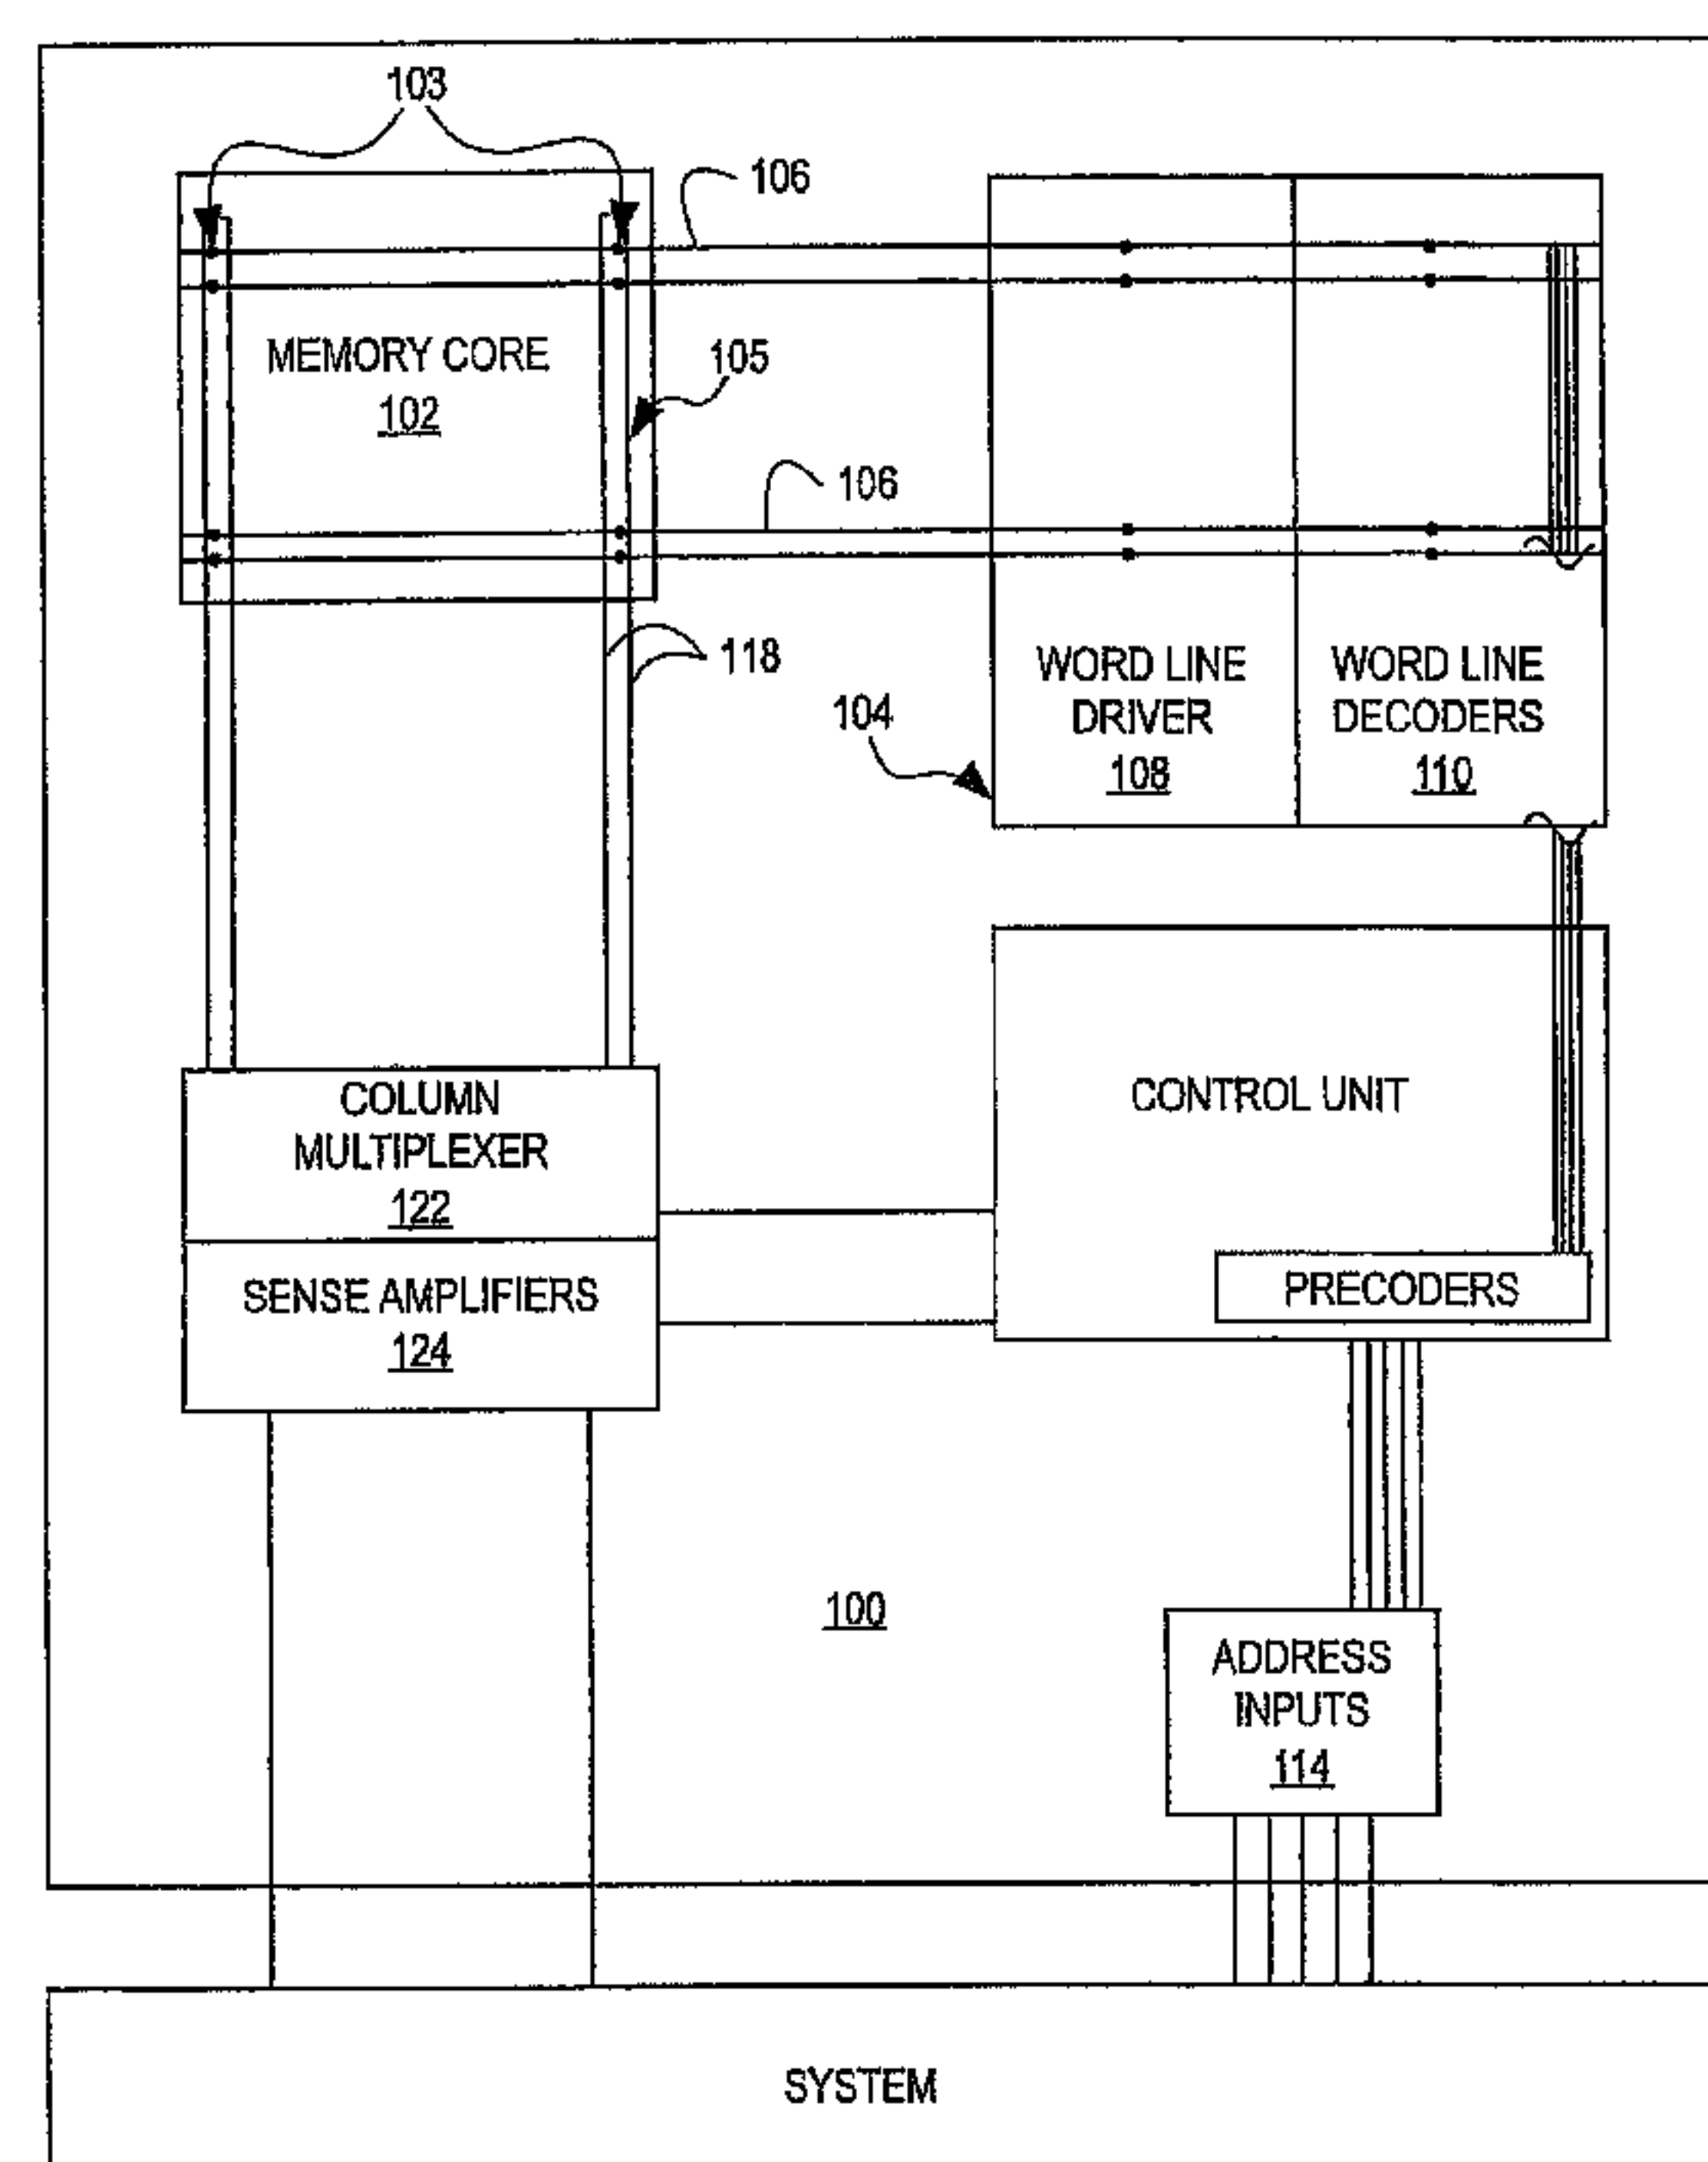 103
106
MEMORY CORE
102
105
106
118
WORD LINE
DRIVER
108
WORD LINE
DECODERS
110
104
CONTROL UNIT
PRECODERS
COLUMN
MULTIPLEXER
122
SENSE AMPLIFIERS
124
100
ADDRESS
INPUTS
114
SYSTEM